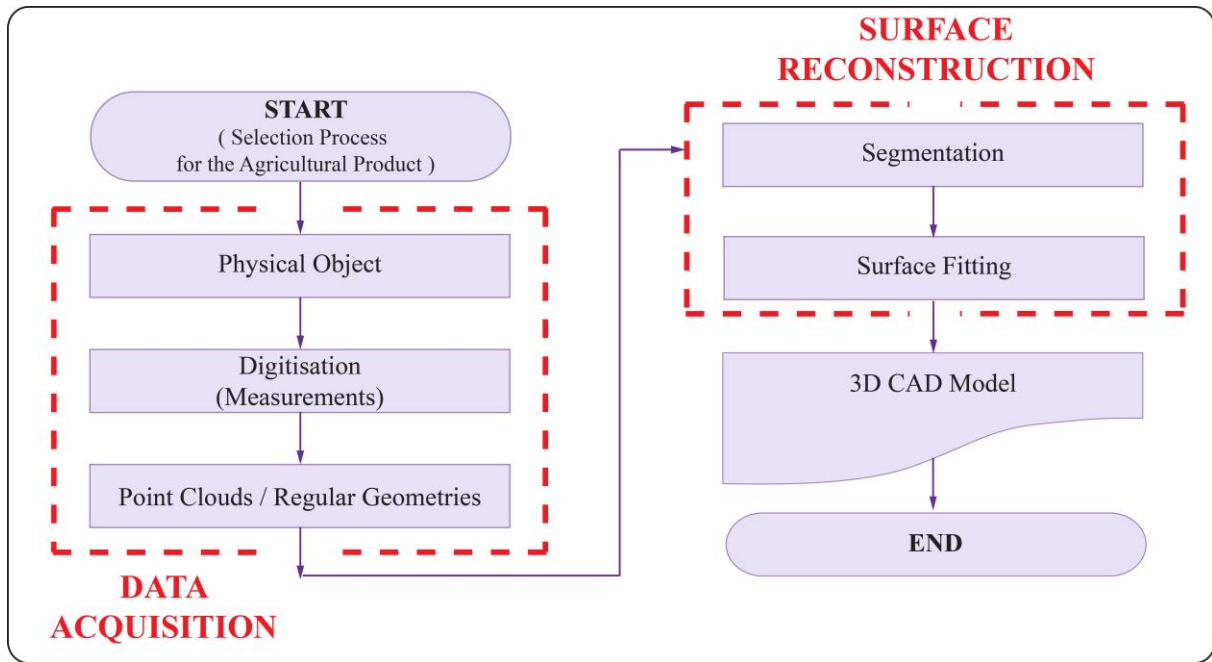 START
( Selection Process
for the Agricultural Product )
Physical Object
Digitisation
(Measurements)
Point Clouds / Regular Geometries
DATA
ACQUISITION
SURFACE
RECONSTRUCTION
Segmentation
Surface Fitting
3D CAD Model
END